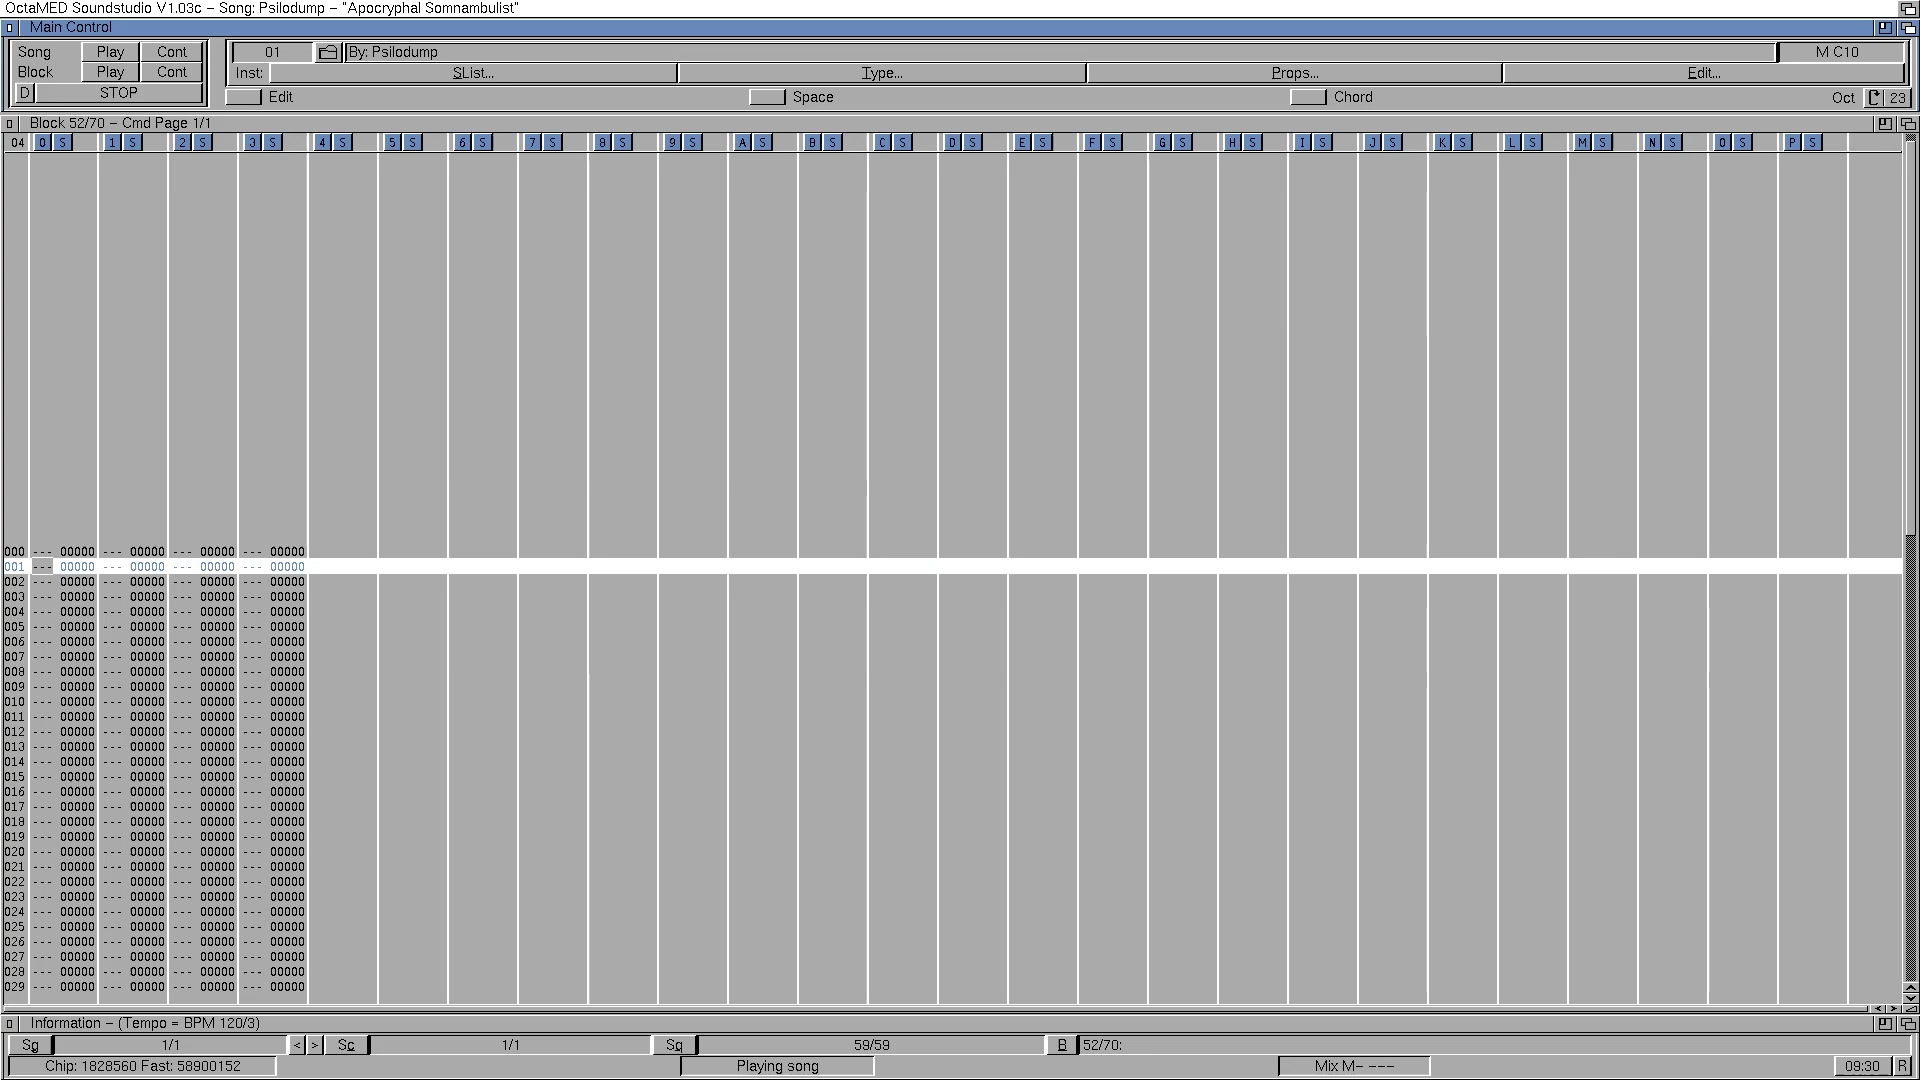 OctaMED Soundstudio V1.03c – Song: Psilodump – "Apocryphal Somnambulist"
Main Control
Song Play Cont 01 By: Psilodump M C10
Block Play Cont Inst: SList... Type... Props... Edit...
D STOP Edit Space Chord Oct 23
Block 52/70 – Cmd Page 1/1
04 0 S 1 S 2 S 3 S 4 S 5 S 6 S 7 S 8 S 9 S A S B S C S D S E S F S G S H S I S J S K S L S M S N S O S P S
000 --- 00000 --- 00000 --- 00000 --- 00000
001 --- 00000 --- 00000 --- 00000 --- 00000
002 --- 00000 --- 00000 --- 00000 --- 00000
003 --- 00000 --- 00000 --- 00000 --- 00000
004 --- 00000 --- 00000 --- 00000 --- 00000
005 --- 00000 --- 00000 --- 00000 --- 00000
006 --- 00000 --- 00000 --- 00000 --- 00000
007 --- 00000 --- 00000 --- 00000 --- 00000
008 --- 00000 --- 00000 --- 00000 --- 00000
009 --- 00000 --- 00000 --- 00000 --- 00000
010 --- 00000 --- 00000 --- 00000 --- 00000
011 --- 00000 --- 00000 --- 00000 --- 00000
012 --- 00000 --- 00000 --- 00000 --- 00000
013 --- 00000 --- 00000 --- 00000 --- 00000
014 --- 00000 --- 00000 --- 00000 --- 00000
015 --- 00000 --- 00000 --- 00000 --- 00000
016 --- 00000 --- 00000 --- 00000 --- 00000
017 --- 00000 --- 00000 --- 00000 --- 00000
018 --- 00000 --- 00000 --- 00000 --- 00000
019 --- 00000 --- 00000 --- 00000 --- 00000
020 --- 00000 --- 00000 --- 00000 --- 00000
021 --- 00000 --- 00000 --- 00000 --- 00000
022 --- 00000 --- 00000 --- 00000 --- 00000
023 --- 00000 --- 00000 --- 00000 --- 00000
024 --- 00000 --- 00000 --- 00000 --- 00000
025 --- 00000 --- 00000 --- 00000 --- 00000
026 --- 00000 --- 00000 --- 00000 --- 00000
027 --- 00000 --- 00000 --- 00000 --- 00000
028 --- 00000 --- 00000 --- 00000 --- 00000
029 --- 00000 --- 00000 --- 00000 --- 00000
Information – (Tempo = BPM 120/3)
Sg 1/1 < > Sc 1/1 Sq 59/59 B 52/70:
Chip: 1828560 Fast: 58900152 Playing song Mix M– ––– 09:30 R